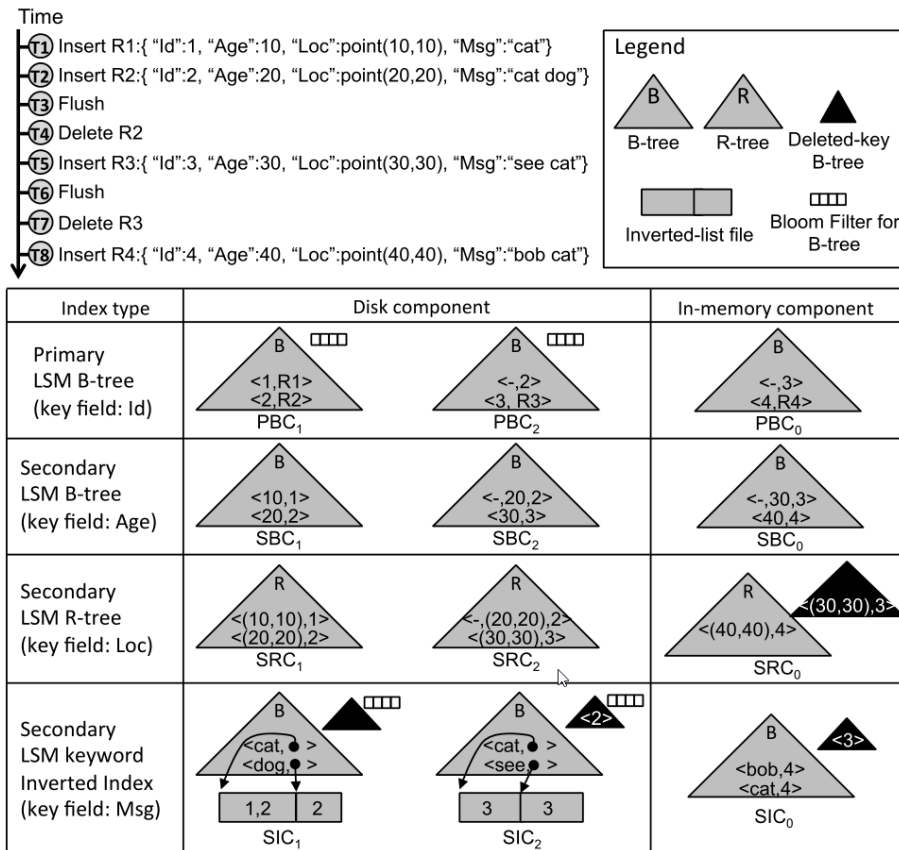 Time
T1 Insert R1:{ “Id”:1, “Age”:10, “Loc”:point(10,10), “Msg”:“cat”}
T2 Insert R2:{ “Id”:2, “Age”:20, “Loc”:point(20,20), “Msg”:“cat dog”}
T3 Flush
T4 Delete R2
T5 Insert R3:{ “Id”:3, “Age”:30, “Loc”:point(30,30), “Msg”:“see cat”}
T6 Flush
T7 Delete R3
T8 Insert R4:{ “Id”:4, “Age”:40, “Loc”:point(40,40), “Msg”:“bob cat”}
Legend
B
B-tree
R
R-tree
Deleted-key
B-tree
Inverted-list file
Bloom Filter for
B-tree
Index type
Disk component
In-memory component
Primary
LSM B-tree
(key field: Id)
B
<1,R1>
<2,R2>
PBC1
B
<-,2>
<3, R3>
PBC2
B
<-,3>
<4,R4>
PBC0
Secondary
LSM B-tree
(key field: Age)
B
<10,1>
<20,2>
SBC1
B
<-,20,2>
<30,3>
SBC2
B
<-,30,3>
<40,4>
SBC0
Secondary
LSM R-tree
(key field: Loc)
R
<(10,10),1>
<(20,20),2>
SRC1
R
<-,(20,20),2>
<(30,30),3>
SRC2
R
<(40,40),4>
<(30,30),3>
SRC0
Secondary
LSM keyword
Inverted Index
(key field: Msg)
B
<cat, >
<dog, >
1,2 2
SIC1
B
<2>
<cat, >
<see, >
3 3
SIC2
B
<3>
<bob,4>
<cat,4>
SIC0